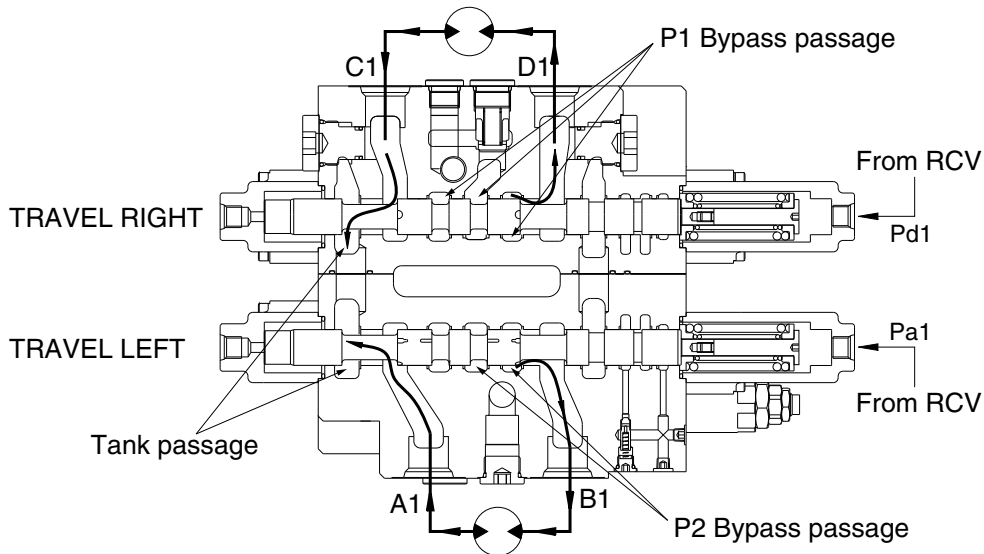 P1 Bypass passage
C1
D1
From RCV
TRAVEL RIGHT
Pd1
TRAVEL LEFT
Pa1
From RCV
Tank passage
A1
B1
P2 Bypass passage